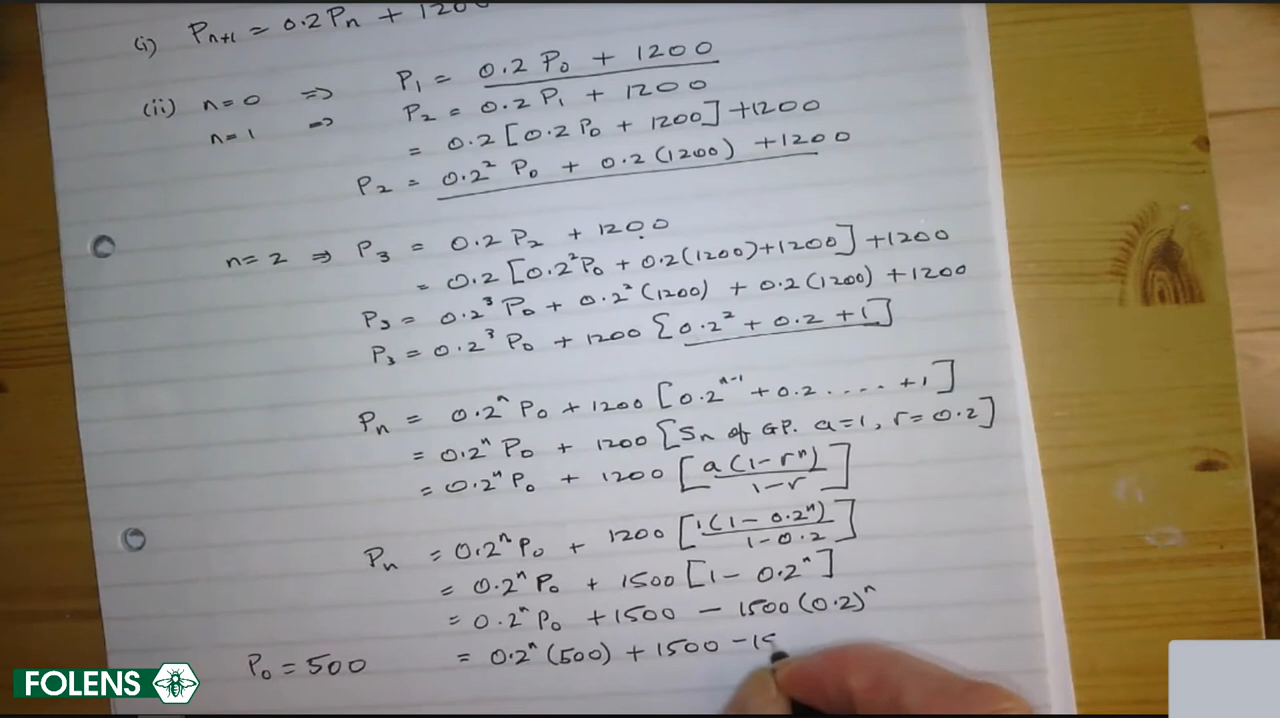 (i) Pn+1 = 0.2Pn + 1200
(ii) n=0 => P1 = 0.2 P0 + 1200
n=1 => P2 = 0.2 P1 + 1200
= 0.2 [0.2 P0 + 1200] +1200
P2 = 0.2² P0 + 0.2 (1200) +1200
n=2 => P3 = 0.2 P2 + 1200
= 0.2 [0.2²P0 + 0.2(1200)+1200] +1200
P3 = 0.2³ P0 + 0.2² (1200) + 0.2 (1200) +1200
P3 = 0.2³ P0 + 1200 [0.2² + 0.2 +1]
Pn = 0.2ⁿ P0 + 1200 [0.2ⁿ⁻¹ + 0.2 .... +1]
= 0.2ⁿ P0 + 1200 [Sn of GP. a=1, r=0.2]
= 0.2ⁿ P0 + 1200 [a(1-rⁿ)/1-r]
Pn = 0.2ⁿ P0 + 1200 [1(1-0.2ⁿ)/1-0.2]
= 0.2ⁿ P0 + 1500 [1- 0.2ⁿ]
= 0.2ⁿ P0 +1500 - 1500 (0.2)ⁿ
P0 = 500 = 0.2ⁿ (500) + 1500 -15
FOLENS